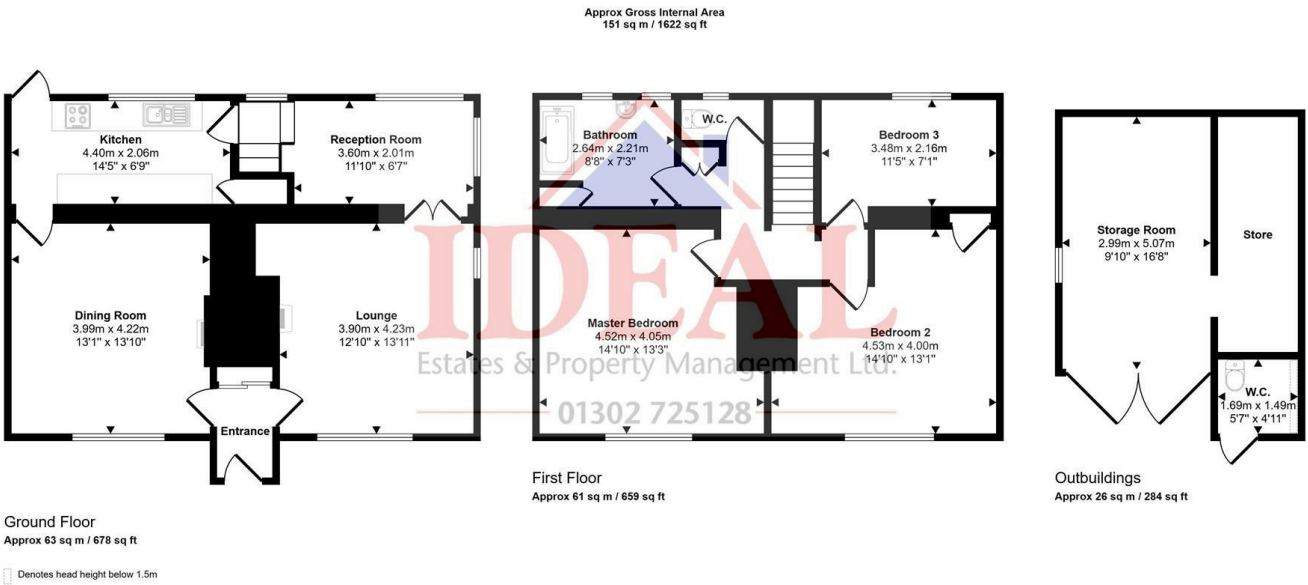 Approx Gross Internal Area
151 sq m / 1622 sq ft
Kitchen
4.40m x 2.06m
14'5" x 6'9"
Reception Room
3.60m x 2.01m
11'10" x 6'7"
Dining Room
3.99m x 4.22m
13'1" x 13'10"
Lounge
3.90m x 4.23m
12'10" x 13'11"
Entrance
Ground Floor
Approx 63 sq m / 678 sq ft
Denotes head height below 1.5m
Bathroom
2.64m x 2.21m
8'8" x 7'3"
W.C.
Bedroom 3
3.48m x 2.16m
11'5" x 7'1"
Master Bedroom
4.52m x 4.05m
14'10" x 13'3"
Bedroom 2
4.53m x 4.00m
14'10" x 13'1"
IDEAL
Estates & Property Management Ltd.
01302 725128
First Floor
Approx 61 sq m / 659 sq ft
Storage Room
2.99m x 5.07m
9'10" x 16'8"
Store
W.C.
1.69m x 1.49m
5'7" x 4'11"
Outbuildings
Approx 26 sq m / 284 sq ft